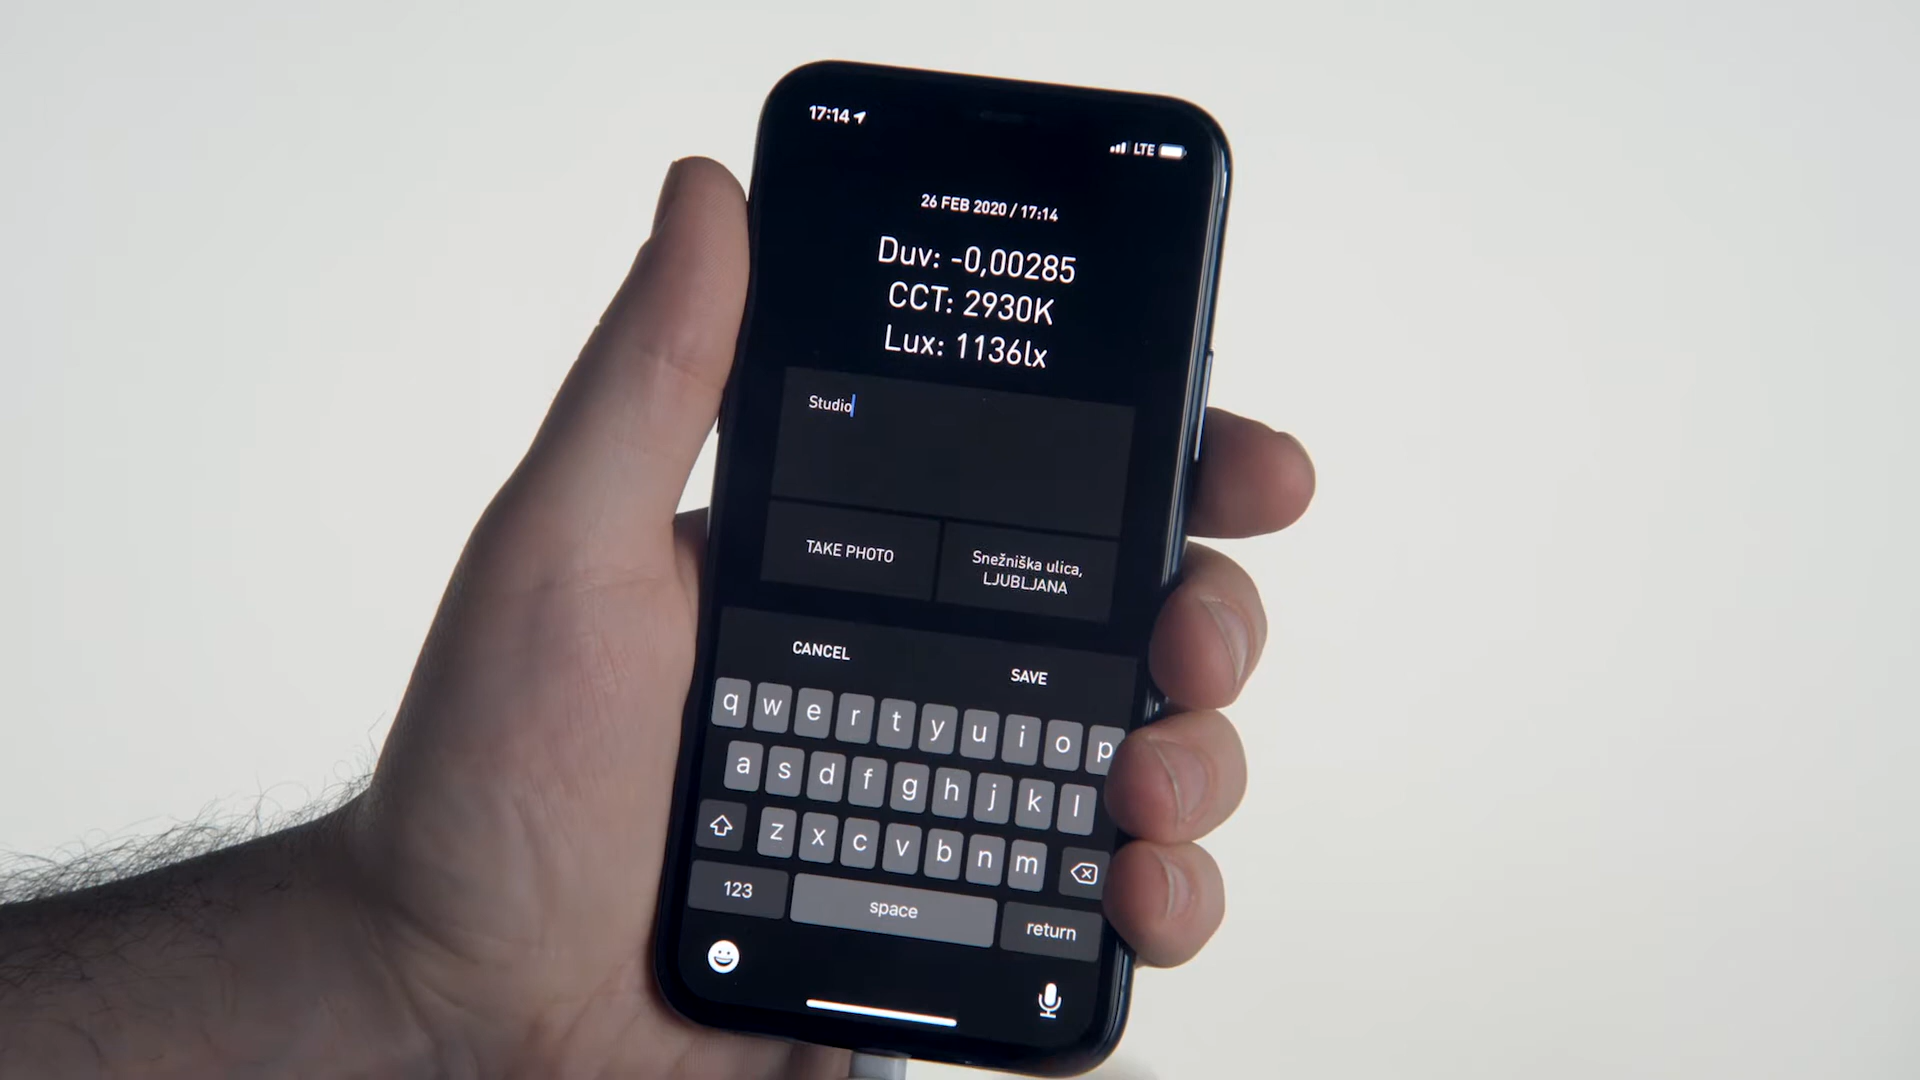 17:14
LTE
26 FEB 2020 / 17:14
Duv: -0,00285
CCT: 2930K
Lux: 1136lx
Studio
TAKE PHOTO
Snežniška ulica,
LJUBLJANA
CANCEL
SAVE
q w e r t y u i o p
a s d f g h j k l
z x c v b n m
123
space
return